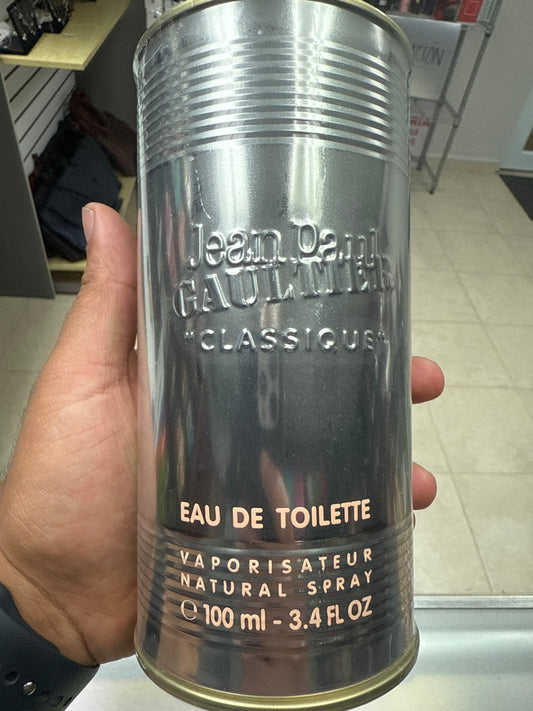 Jean Paul
GAULTIER
"CLASSIQUE"
EAU DE TOILETTE
VAPORISATEUR
NATURAL SPRAY
℮ 100 ml - 3.4 FL OZ